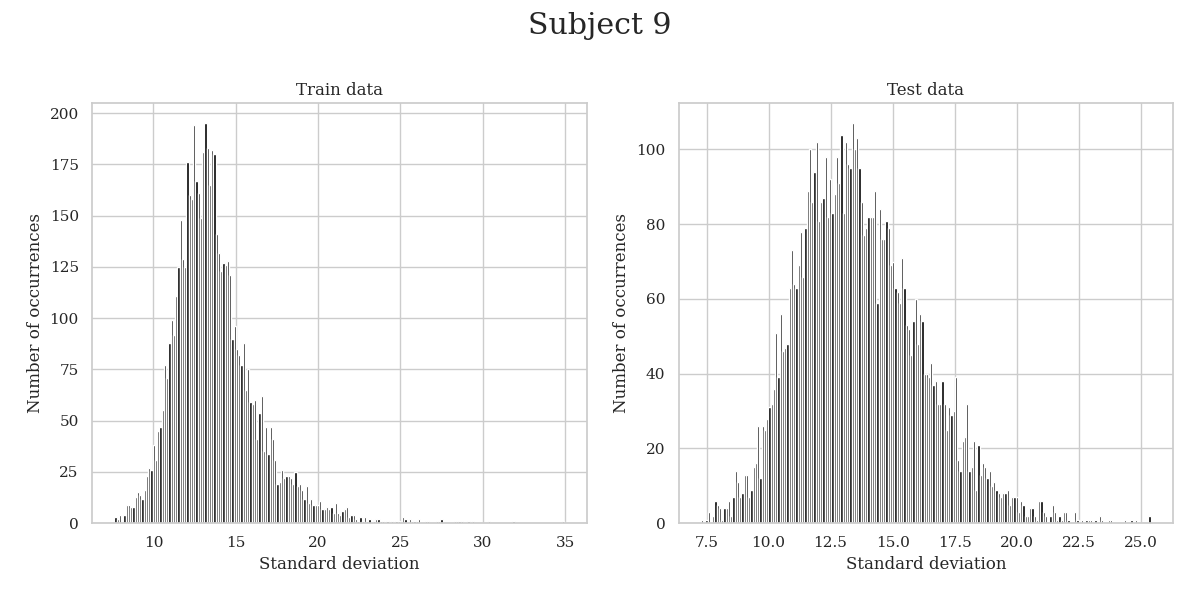 Subject 9
Train data
Number of occurrences
200
175
150
125
100
75
50
25
0
10 15 20 25 30 35
Standard deviation
Test data
Number of occurrences
100
80
60
40
20
0
7.5 10.0 12.5 15.0 17.5 20.0 22.5 25.0
Standard deviation